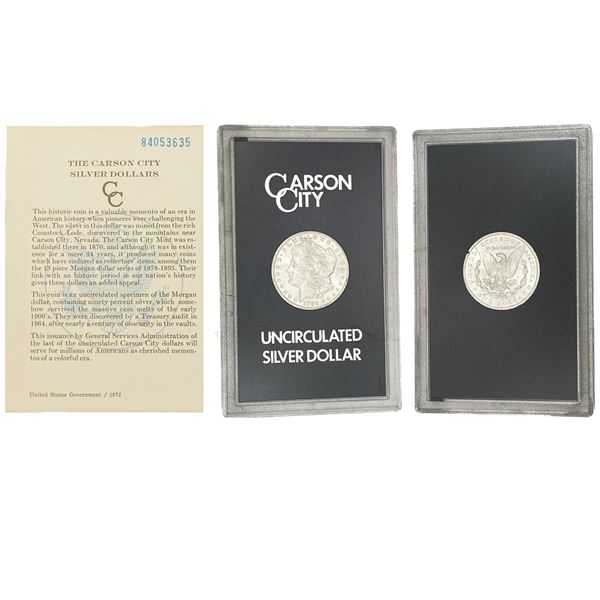 84053635
THE CARSON CITY
SILVER DOLLARS
CC
This historic coin is a valuable memento of an era in
American history when pioneers were challenging the
West. The silver in this dollar was mined from the rich
Comstock Lode, discovered in the mountains near
Carson City, Nevada. The Carson City Mint was es-
tablished there in 1870, and although it was in exist-
ence for a mere 24 years, it produced many coins
which have endured as collectors' items, among them
the 13 piece Morgan dollar series of 1878-1893. Their
link with an historic period in our nation's history
gives these dollars an added appeal.
This coin is an uncirculated specimen of the Morgan
dollar, containing ninety percent silver, which some-
how survived the massive coin melts of the early
1900's. They were discovered by a Treasury audit in
1964, after nearly a century of obscurity in the vaults.
This issuance by General Services Administration of
the last of the uncirculated Carson City dollars will
serve for millions of Americans as cherished memen-
tos of a colorful era.
United States Government / 1972
CARSON
CITY
UNCIRCULATED
SILVER DOLLAR